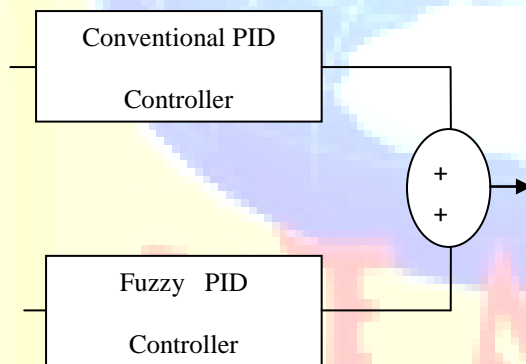 Conventional PID
Controller
+
+
Fuzzy PID
Controller